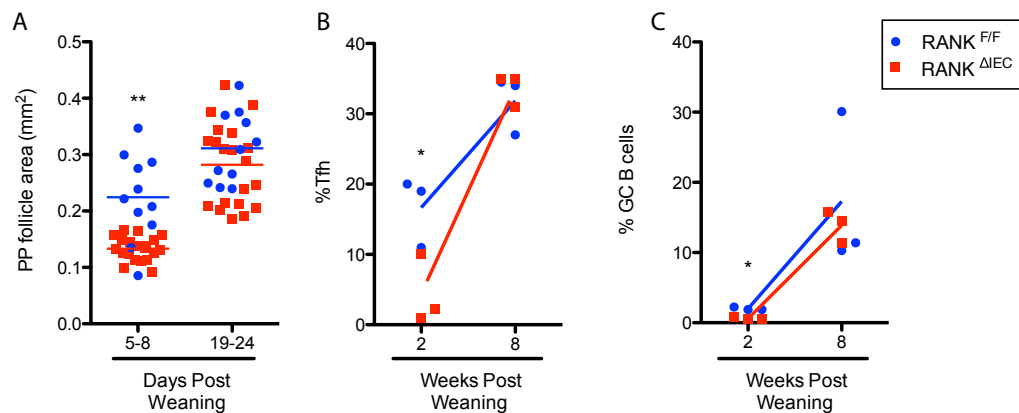 A
PP follicle area (mm²)
0.5
0.4
0.3
0.2
0.1
0.0
**
5-8
19-24
Days Post
Weaning
B
%Tfh
40
30
20
10
0
*
2
8
Weeks Post
Weaning
C
% GC B cells
40
30
20
10
0
*
2
8
Weeks Post
Weaning
RANK F/F
RANK ΔIEC